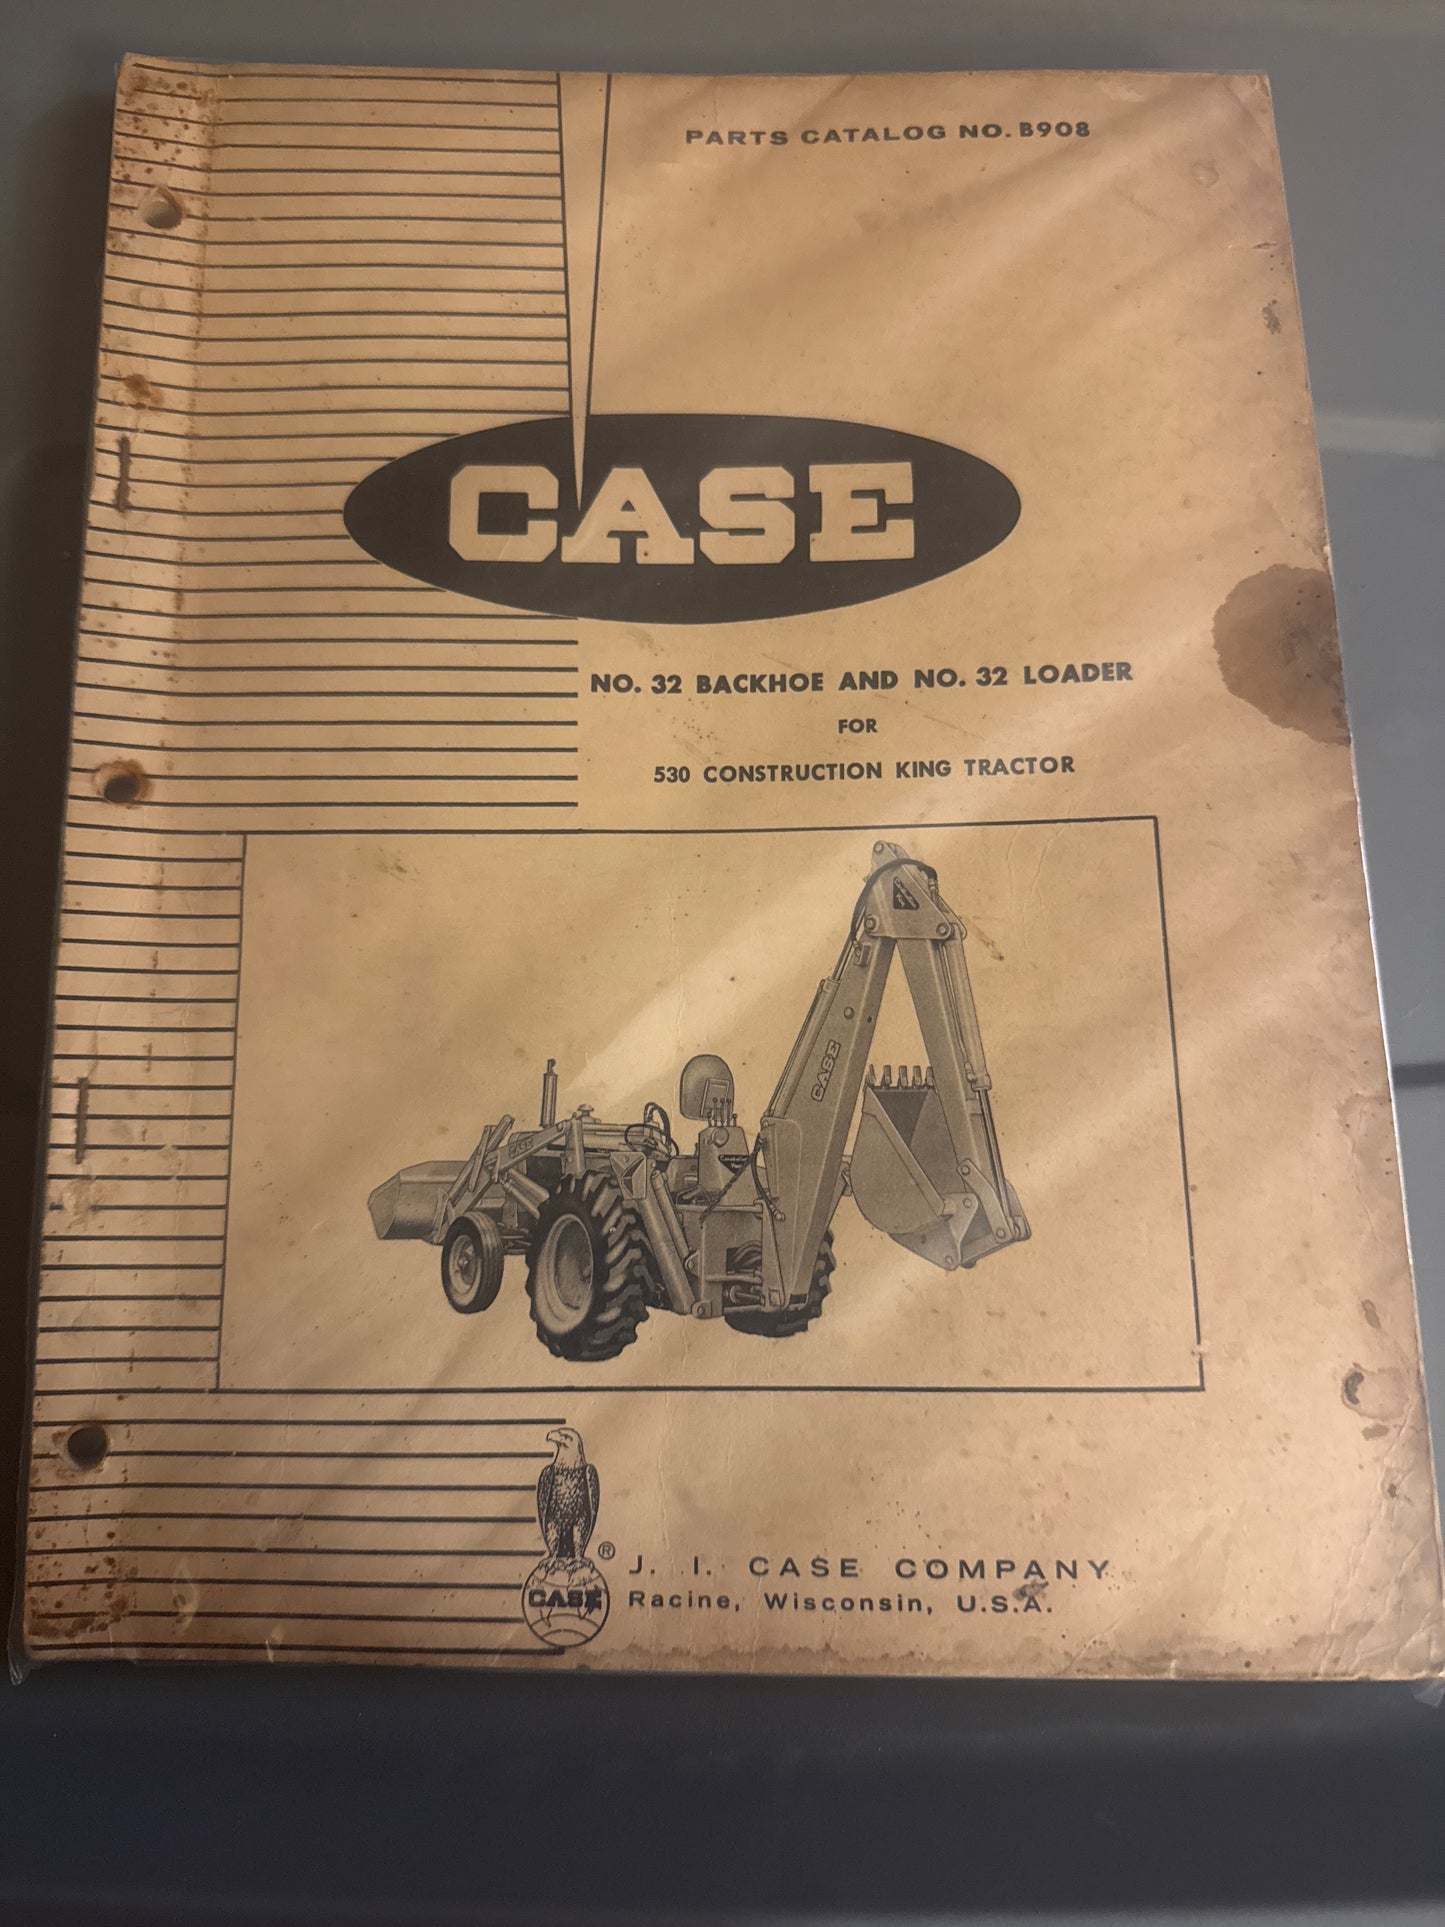 PARTS CATALOG NO. B908
CASE
NO. 32 BACKHOE AND NO. 32 LOADER
FOR
530 CONSTRUCTION KING TRACTOR
CASE
CASE
CASE
®
J. I. CASE COMPANY
Racine, Wisconsin, U.S.A.